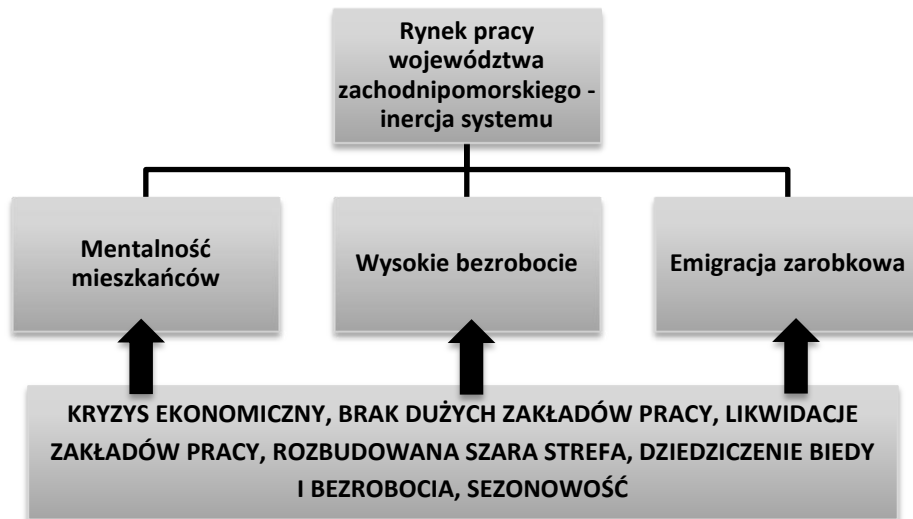 Rynek pracy
województwa
zachodnipomorskiego -
inercja systemu
Mentalność
mieszkańców
Wysokie bezrobocie
Emigracja zarobkowa
KRYZYS EKONOMICZNY, BRAK DUŻYCH ZAKŁADÓW PRACY, LIKWIDACJE
ZAKŁADÓW PRACY, ROZBUDOWANA SZARA STREFA, DZIEDZICZENIE BIEDY
I BEZROBOCIA, SEZONOWOŚĆ